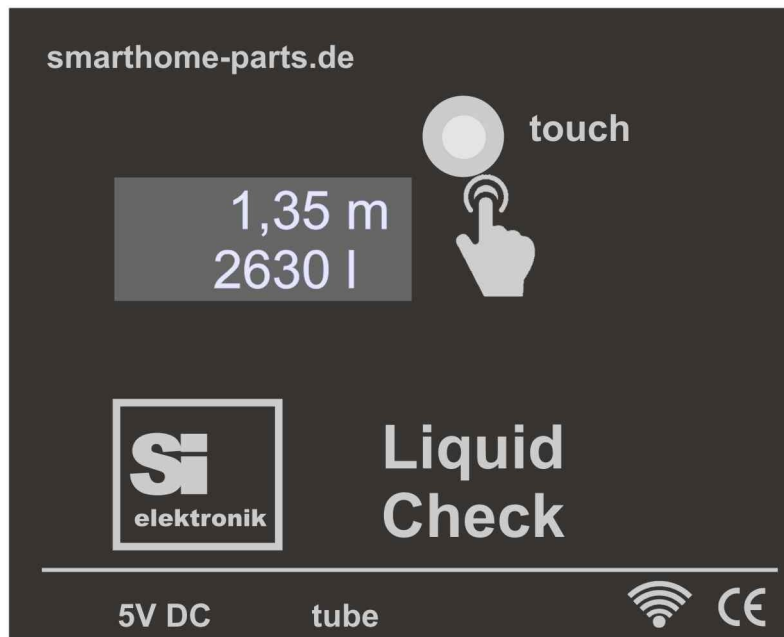 smarthome-parts.de
touch
1,35 m
2630 l
Si
elektronik
Liquid
Check
5V DC tube
CE